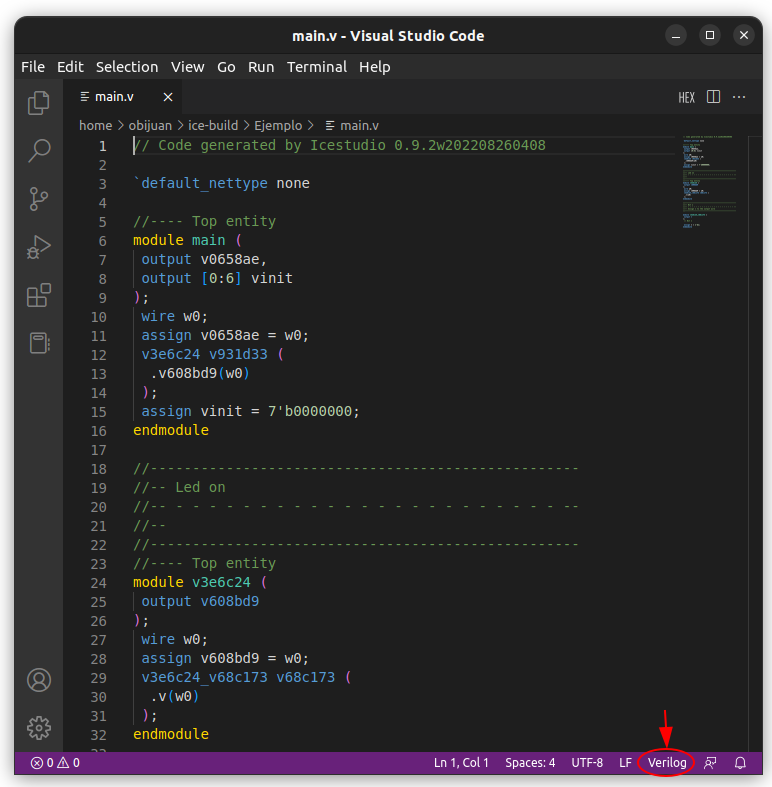 main.v - Visual Studio Code
File Edit Selection View Go Run Terminal Help
main.v
HEX
home > obijuan > ice-build > Ejemplo > main.v
1 // Code generated by Icestudio 0.9.2w202208260408
2
3 `default_nettype none
4
5 //---- Top entity
6 module main (
7 output v0658ae,
8 output [0:6] vinit
9 );
10 wire w0;
11 assign v0658ae = w0;
12 v3e6c24 v931d33 (
13 .v608bd9(w0)
14 );
15 assign vinit = 7'b0000000;
16 endmodule
17
18 //---------------------------------------------------
19 //-- Led on
20 //-- - - - - - - - - - - - - - - - - - - - - - - - --
21 //--
22 //---------------------------------------------------
23 //---- Top entity
24 module v3e6c24 (
25 output v608bd9
26 );
27 wire w0;
28 assign v608bd9 = w0;
29 v3e6c24_v68c173 v68c173 (
30 .v(w0)
31 );
32 endmodule
0 0 Ln 1, Col 1 Spaces: 4 UTF-8 LF Verilog